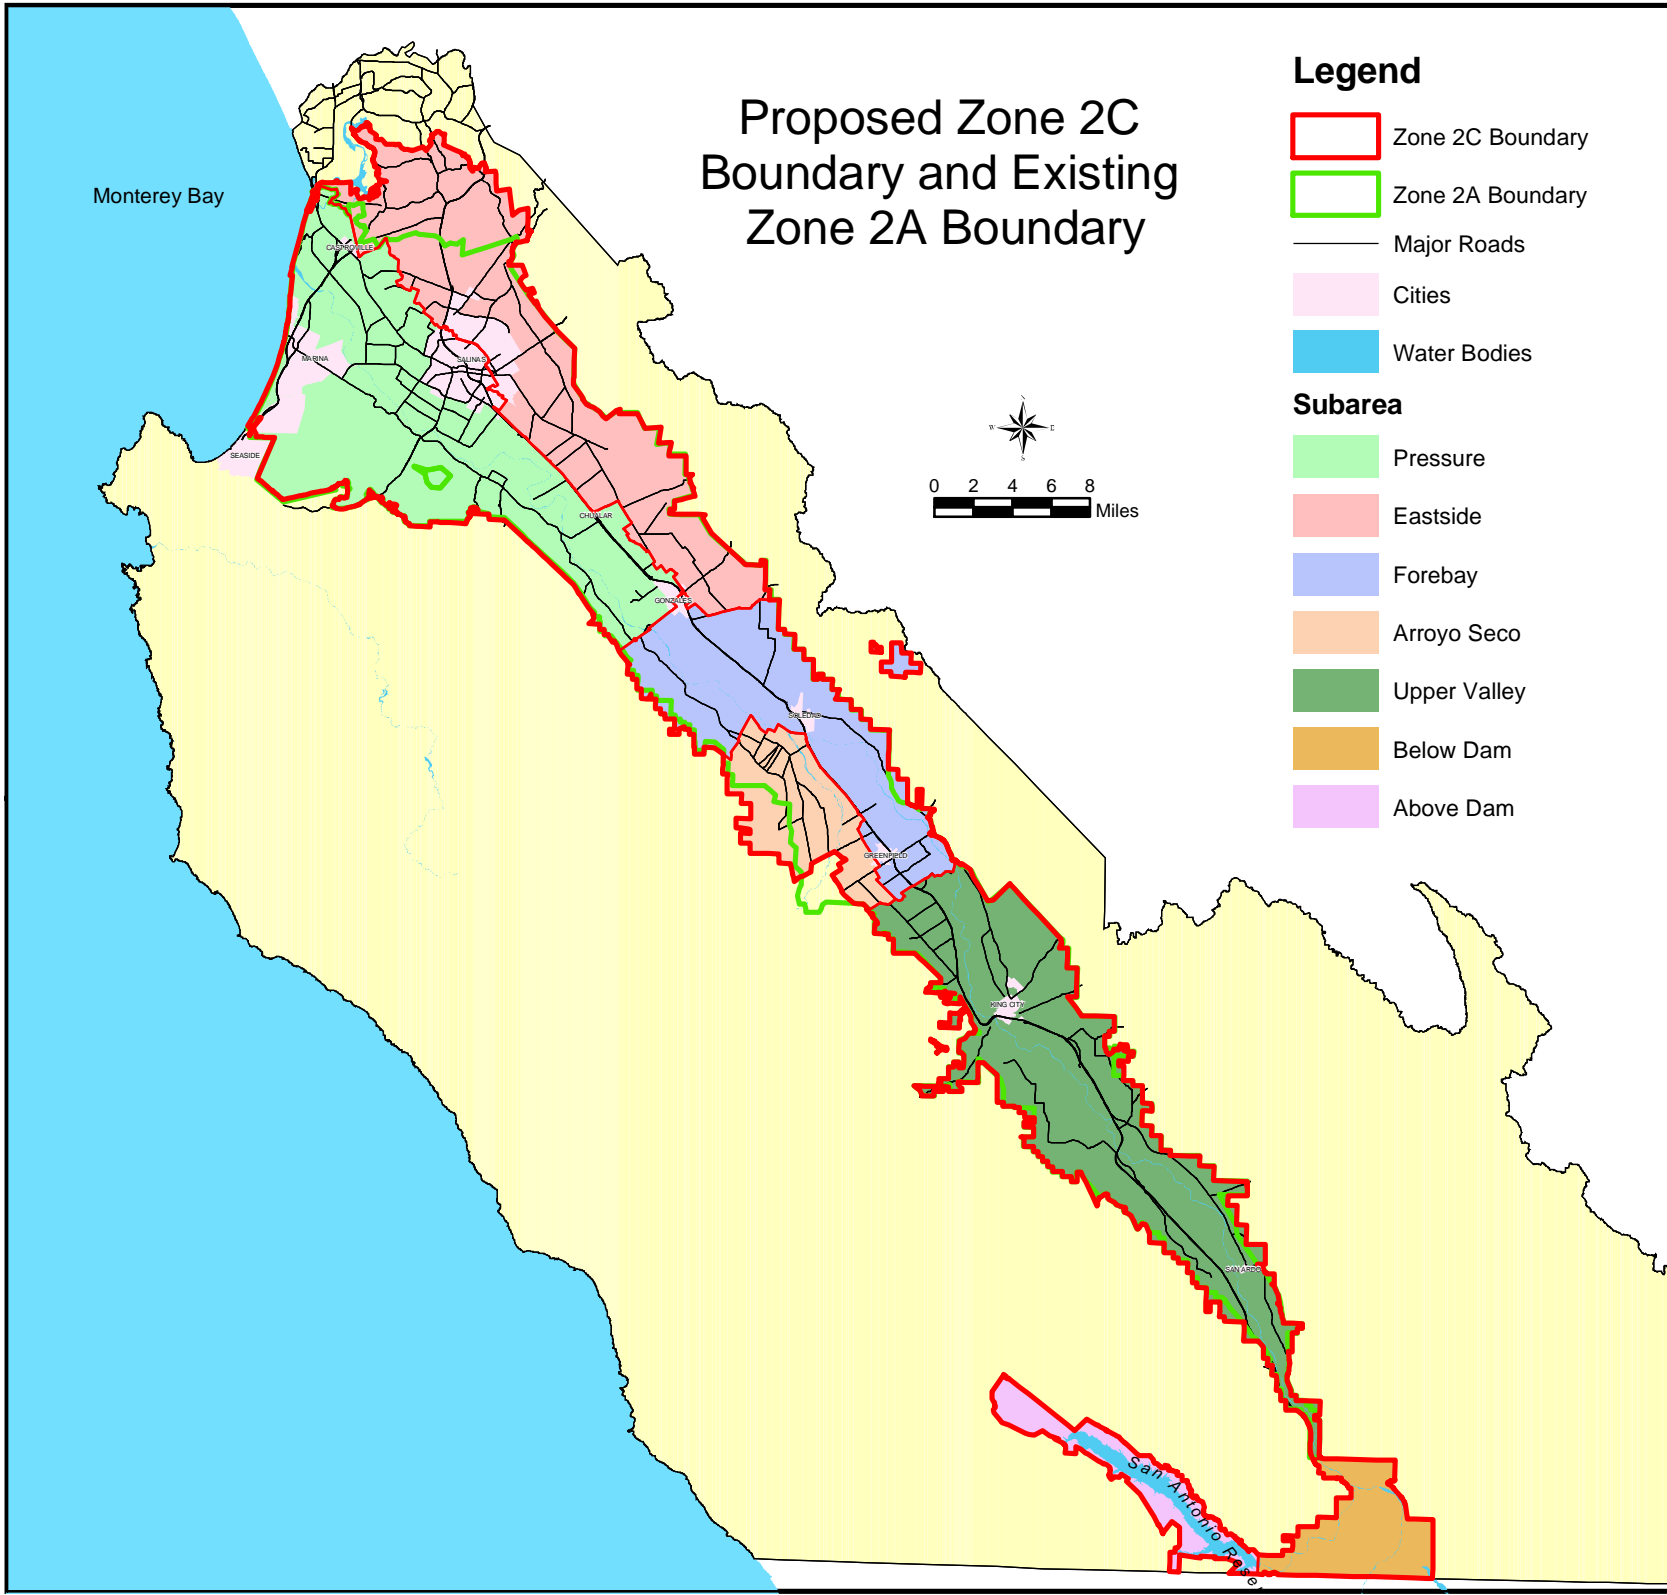 Proposed Zone 2C
Boundary and Existing
Zone 2A Boundary
Legend
Zone 2C Boundary
Zone 2A Boundary
Major Roads
Cities
Water Bodies
Subarea
Pressure
Eastside
Forebay
Arroyo Seco
Upper Valley
Below Dam
Above Dam
Monterey Bay
CASTROVILLE
MARINA
SALINAS
SEASIDE
CHUALAR
GONZALES
SOLEDAD
GREENFIELD
KING CITY
SAN ARDO
N
W E
S
0 2 4 6 8
Miles
San Antonio Reser